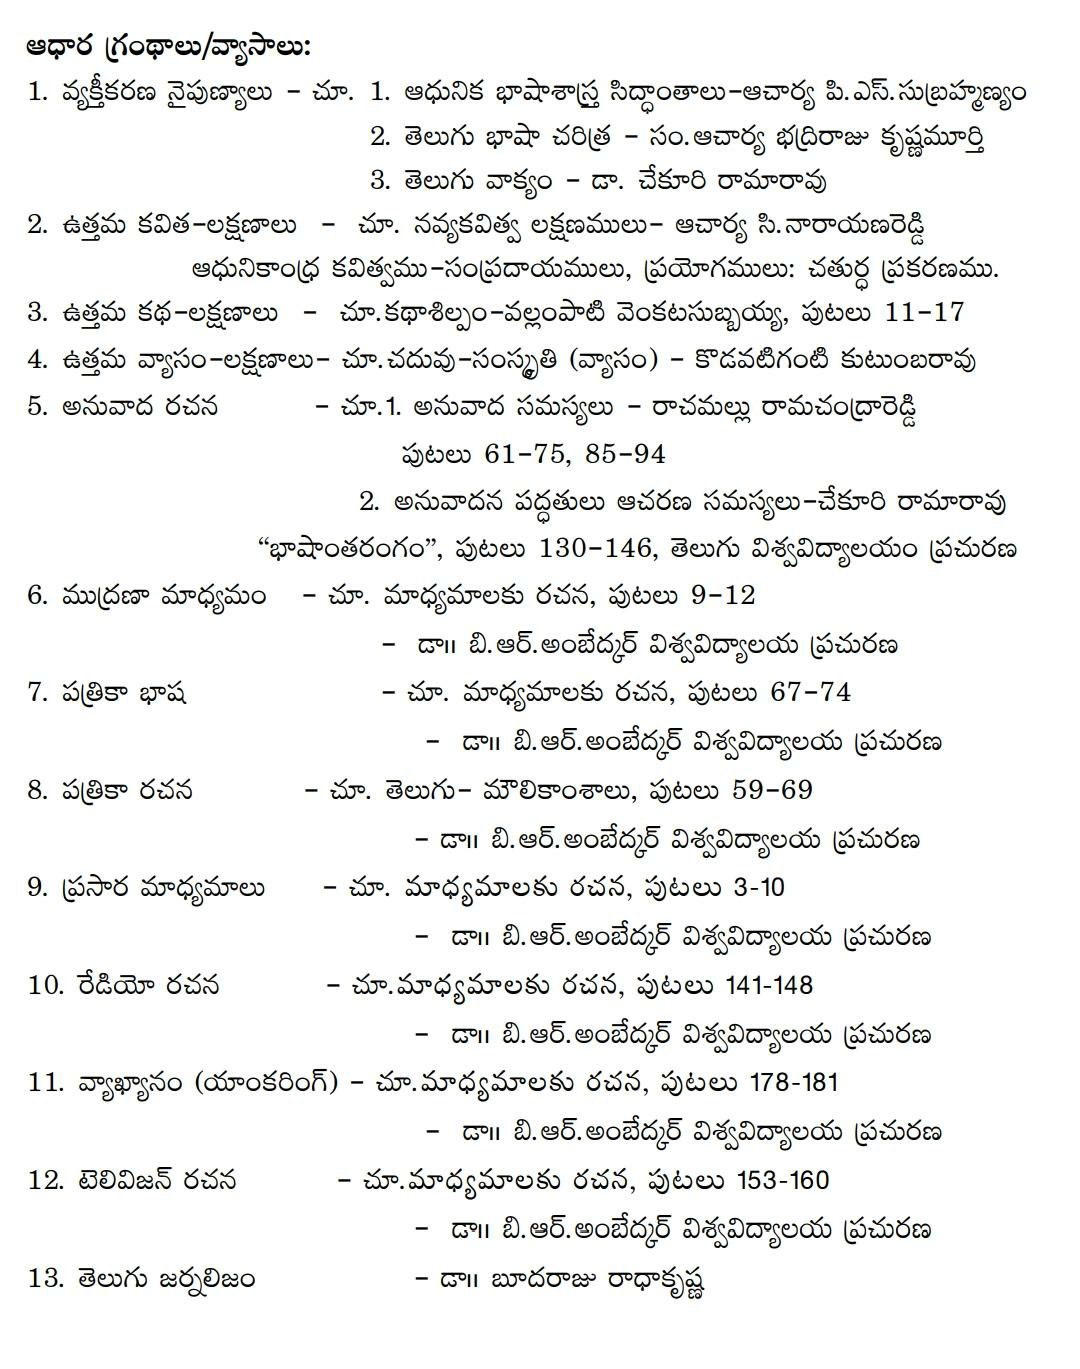 ఆధార గ్రంథాలు/వ్యాసాలు:
1. వ్యక్తీకరణ నైపుణ్యాలు - చూ. 1. ఆధునిక భాషాశాస్త్ర సిద్ధాంతాలు-ఆచార్య పి.ఎస్.సుబ్రహ్మణ్యం
2. తెలుగు భాషా చరిత్ర - సం.ఆచార్య భద్రిరాజు కృష్ణమూర్తి
3. తెలుగు వాక్యం - డా. చేకూరి రామారావు
2. ఉత్తమ కవిత-లక్షణాలు - చూ. నవ్యకవిత్వ లక్షణములు- ఆచార్య సి.నారాయణరెడ్డి
ఆధునికాంధ్ర కవిత్వము-సంప్రదాయములు, ప్రయోగములు: చతుర్థ ప్రకరణము.
3. ఉత్తమ కథ-లక్షణాలు - చూ.కథాశిల్పం-వల్లంపాటి వెంకటసుబ్బయ్య, పుటలు 11-17
4. ఉత్తమ వ్యాసం-లక్షణాలు- చూ.చదువు-సంస్కృతి (వ్యాసం) - కొడవటిగంటి కుటుంబరావు
5. అనువాద రచన - చూ.1. అనువాద సమస్యలు - రాచమల్లు రామచంద్రారెడ్డి
పుటలు 61-75, 85-94
2. అనువాదన పద్ధతులు ఆచరణ సమస్యలు-చేకూరి రామారావు
“భాషాంతరంగం”, పుటలు 130-146, తెలుగు విశ్వవిద్యాలయం ప్రచురణ
6. ముద్రణా మాధ్యమం - చూ. మాధ్యమాలకు రచన, పుటలు 9-12
- డా॥ బి.ఆర్.అంబేద్కర్ విశ్వవిద్యాలయ ప్రచురణ
7. పత్రికా భాష - చూ. మాధ్యమాలకు రచన, పుటలు 67-74
- డా॥ బి.ఆర్.అంబేద్కర్ విశ్వవిద్యాలయ ప్రచురణ
8. పత్రికా రచన - చూ. తెలుగు- మౌలికాంశాలు, పుటలు 59-69
- డా॥ బి.ఆర్.అంబేద్కర్ విశ్వవిద్యాలయ ప్రచురణ
9. ప్రసార మాధ్యమాలు - చూ. మాధ్యమాలకు రచన, పుటలు 3-10
- డా॥ బి.ఆర్.అంబేద్కర్ విశ్వవిద్యాలయ ప్రచురణ
10. రేడియో రచన - చూ.మాధ్యమాలకు రచన, పుటలు 141-148
- డా॥ బి.ఆర్.అంబేద్కర్ విశ్వవిద్యాలయ ప్రచురణ
11. వ్యాఖ్యానం (యాంకరింగ్) - చూ.మాధ్యమాలకు రచన, పుటలు 178-181
- డా॥ బి.ఆర్.అంబేద్కర్ విశ్వవిద్యాలయ ప్రచురణ
12. టెలివిజన్ రచన - చూ.మాధ్యమాలకు రచన, పుటలు 153-160
- డా॥ బి.ఆర్.అంబేద్కర్ విశ్వవిద్యాలయ ప్రచురణ
13. తెలుగు జర్నలిజం - డా॥ బూదరాజు రాధాకృష్ణ